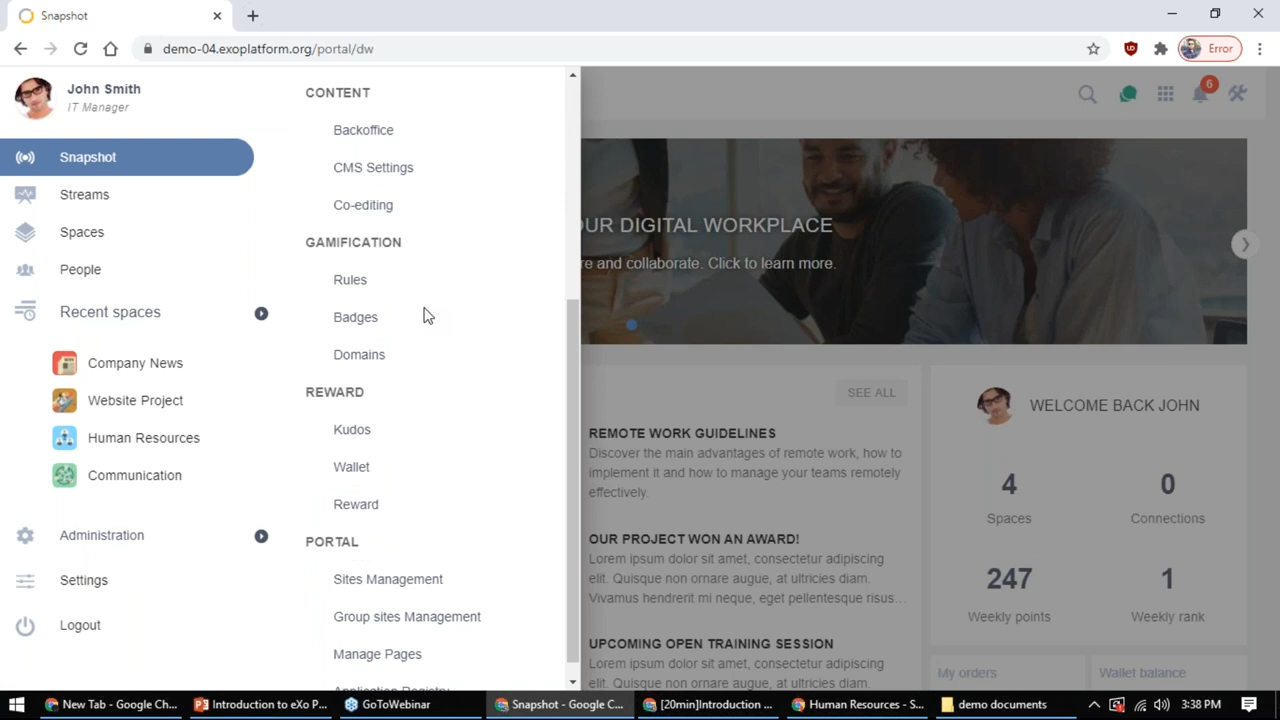 Snapshot
demo-04.exoplatform.org/portal/dw
Error
John Smith
IT Manager
Snapshot
Streams
Spaces
People
Recent spaces
Company News
Website Project
Human Resources
Communication
Administration
Settings
Logout
CONTENT
Backoffice
CMS Settings
Co-editing
GAMIFICATION
Rules
Badges
Domains
REWARD
Kudos
Wallet
Reward
PORTAL
Sites Management
Group sites Management
Manage Pages
Application Registry
6
OUR DIGITAL WORKPLACE
re and collaborate. Click to learn more.
SEE ALL
REMOTE WORK GUIDELINES
Discover the main advantages of remote work, how to
implement it and how to manage your teams remotely
effectively.
OUR PROJECT WON AN AWARD!
Lorem ipsum dolor sit amet, consectetur adipiscing
elit. Quisque non ornare augue, at ultricies diam.
Vivamus hendrerit mi neque, eget pellentesque risus...
UPCOMING OPEN TRAINING SESSION
Lorem ipsum dolor sit amet, consectetur adipiscing
elit. Quisque non ornare augue, at ultricies diam.
WELCOME BACK JOHN
4
Spaces
0
Connections
247
Weekly points
1
Weekly rank
My orders
Wallet balance
New Tab - Google Ch...
Introduction to eXo P...
GoToWebinar
Snapshot - Google C...
[20min]Introduction ...
Human Resources - S...
demo documents
3:38 PM